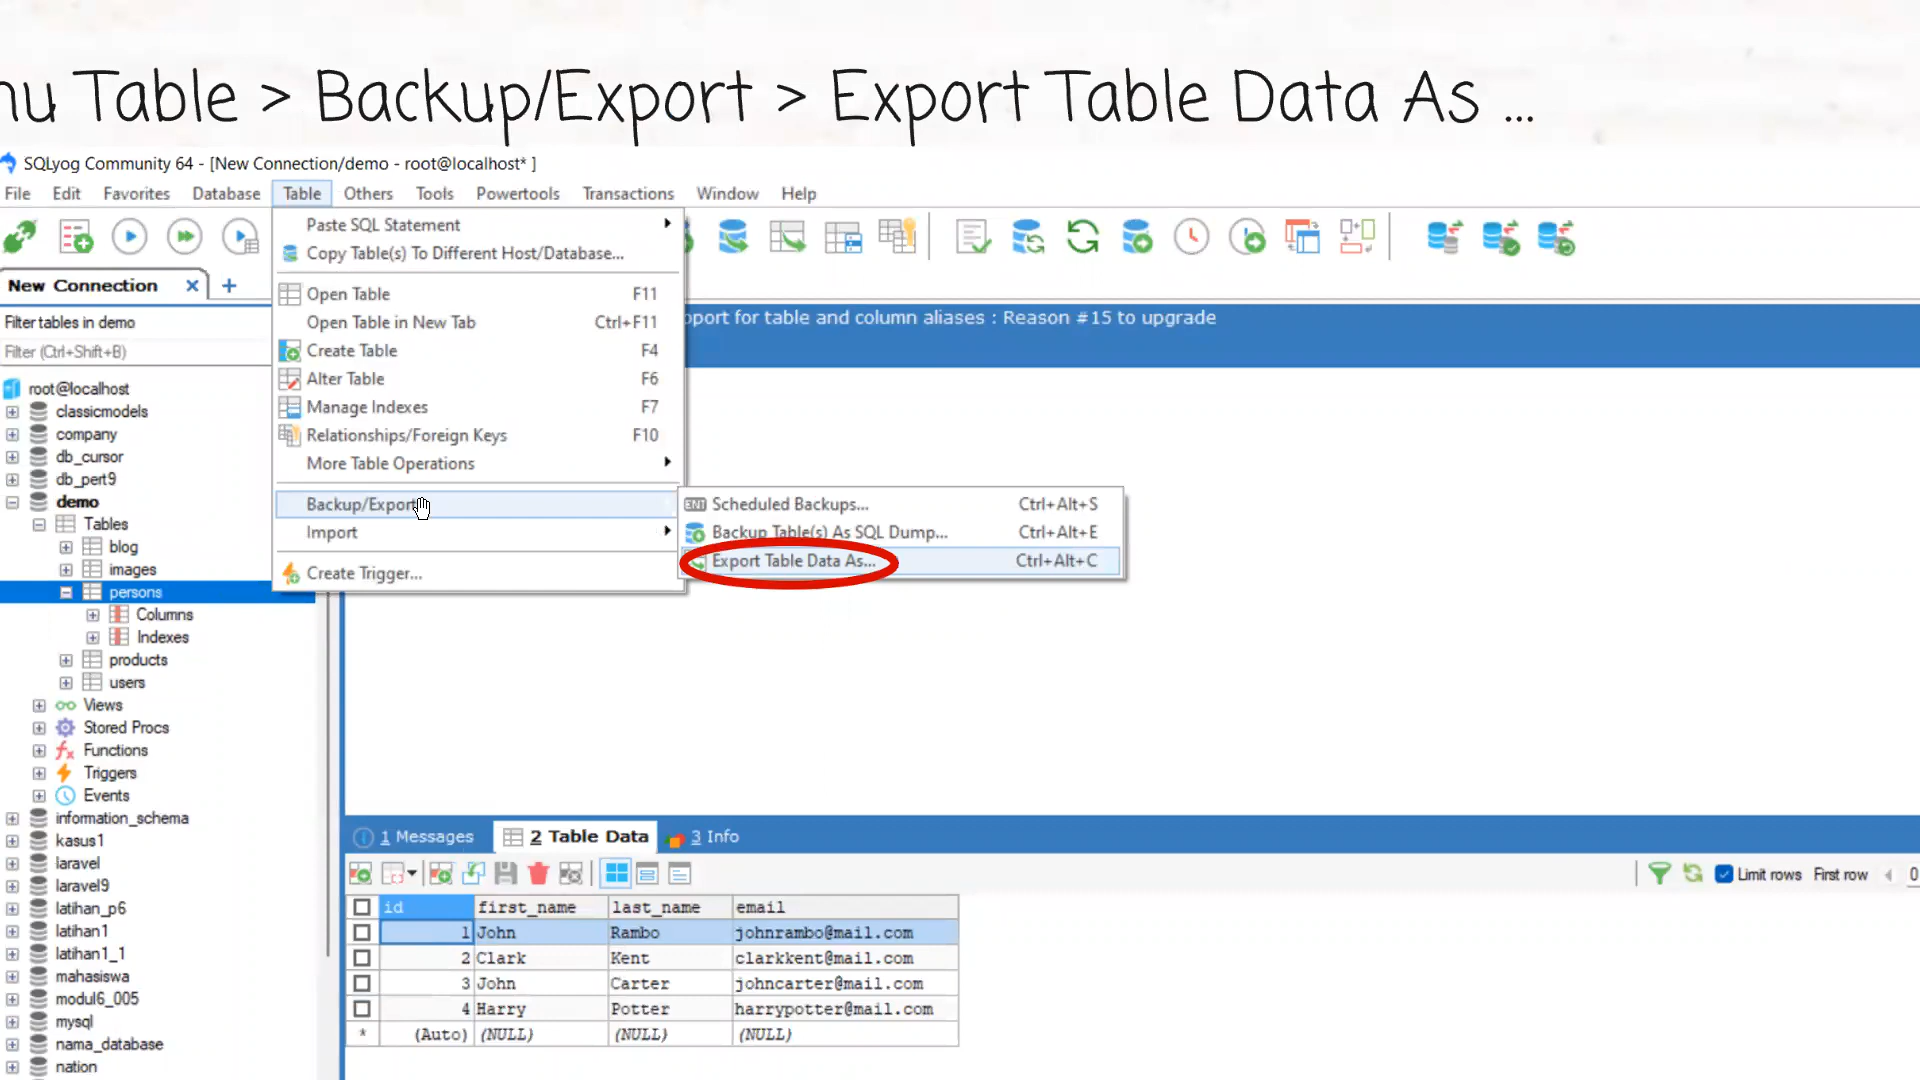 nu Table > Backup/Export > Export Table Data As ...
SQLyog Community 64 - [New Connection/demo - root@localhost* ]
File Edit Favorites Database Table Others Tools Powertools Transactions Window Help
Paste SQL Statement
Copy Table(s) To Different Host/Database...
New Connection
Open Table F11
Filter tables in demo
Open Table in New Tab Ctrl+F11
pport for table and column aliases : Reason #15 to upgrade
Filter (Ctrl+Shift+B)
Create Table F4
Alter Table F6
Manage Indexes F7
Relationships/Foreign Keys F10
More Table Operations
Backup/Export
Import
Create Trigger...
Scheduled Backups... Ctrl+Alt+S
Backup Table(s) As SQL Dump... Ctrl+Alt+E
Export Table Data As... Ctrl+Alt+C
root@localhost
classicmodels
company
db_cursor
db_pert9
demo
Tables
blog
images
persons
Columns
Indexes
products
users
Views
Stored Procs
Functions
Triggers
Events
information_schema
kasus1
laravel
laravel9
latihan_p6
latihan1
latihan1_1
mahasiswa
modul6_005
mysql
nama_database
nation
1 Messages 2 Table Data 3 Info
Limit rows First row 0
id first_name last_name email
1 John Rambo johnrambo@mail.com
2 Clark Kent clarkkent@mail.com
3 John Carter johncarter@mail.com
4 Harry Potter harrypotter@mail.com
* (Auto) (NULL) (NULL) (NULL)